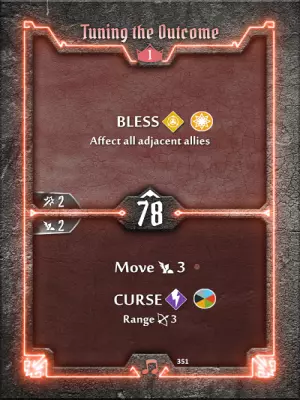 Tuning the Outcome
1
BLESS
Affect all adjacent allies
2
78
2
Move 3
CURSE
Range 3
351